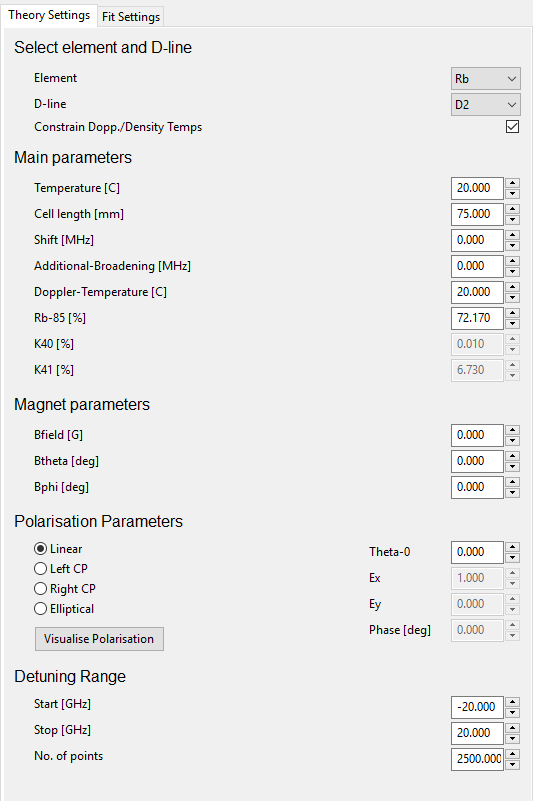 Theory Settings Fit Settings
Select element and D-line
Element Rb
D-line D2
Constrain Dopp./Density Temps
Main parameters
Temperature [C] 20.000
Cell length [mm] 75.000
Shift [MHz] 0.000
Additional-Broadening [MHz] 0.000
Doppler-Temperature [C] 20.000
Rb-85 [%] 72.170
K40 [%] 0.010
K41 [%] 6.730
Magnet parameters
Bfield [G] 0.000
Btheta [deg] 0.000
Bphi [deg] 0.000
Polarisation Parameters
Linear Theta-0 0.000
Left CP Ex 1.000
Right CP Ey 0.000
Elliptical Phase [deg] 0.000
Visualise Polarisation
Detuning Range
Start [GHz] -20.000
Stop [GHz] 20.000
No. of points 2500.000